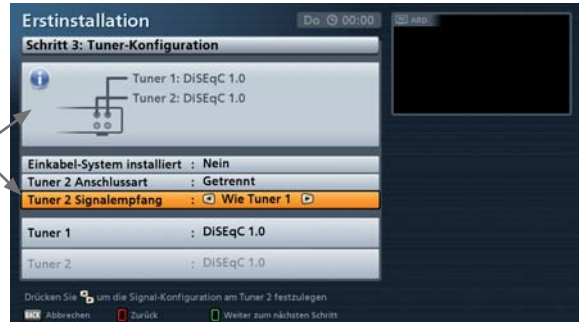 Erstinstallation Do 00:00 ARD
Schritt 3: Tuner-Konfiguration
Tuner 1: DiSEqC 1.0
Tuner 2: DiSEqC 1.0
Einkabel-System installiert : Nein
Tuner 2 Anschlussart : Getrennt
Tuner 2 Signalempfang : Wie Tuner 1
Tuner 1 : DiSEqC 1.0
Tuner 2 : DiSEqC 1.0
Drücken Sie um die Signal-Konfiguration am Tuner 2 festzulegen
BACK Abbrechen Zurück Weiter zum nächsten Schritt